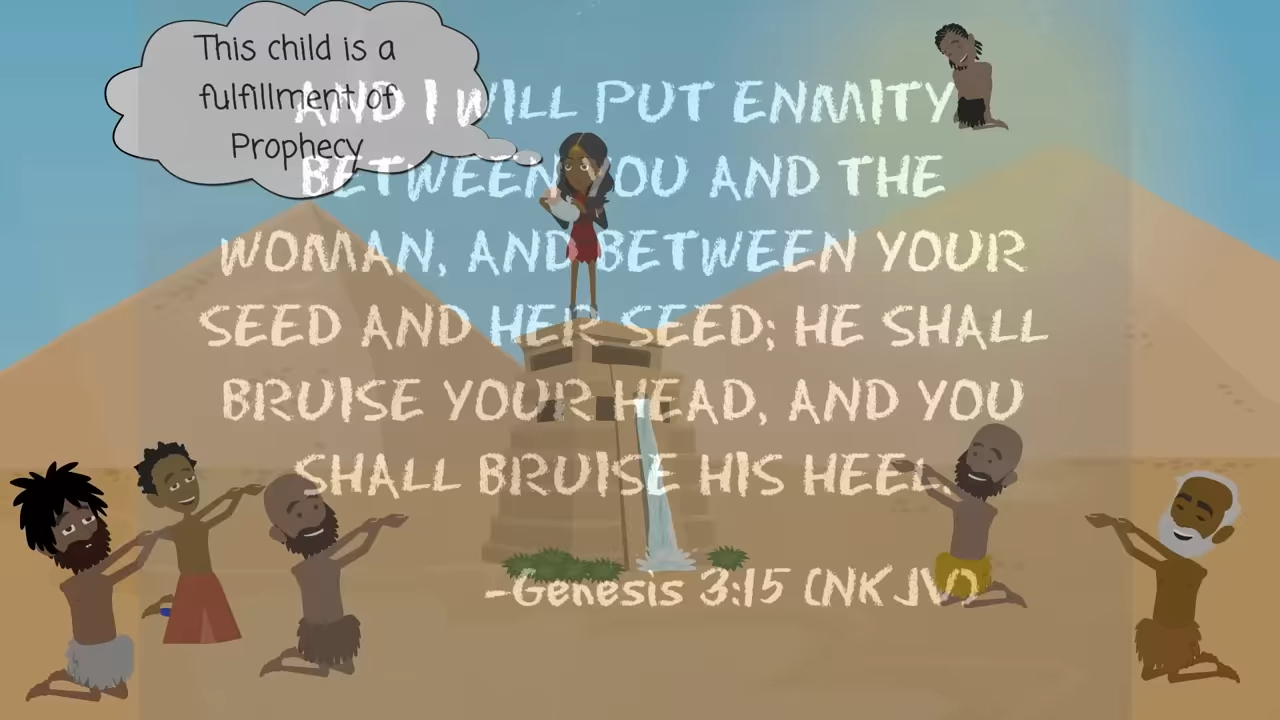 This child is a
fulfillment of
Prophecy
AND I WILL PUT ENMITY
BETWEEN YOU AND THE
WOMAN, AND BETWEEN YOUR
SEED AND HER SEED; HE SHALL
BRUISE YOUR HEAD, AND YOU
SHALL BRUISE HIS HEEL.
-Genesis 3:15 (NKJV)